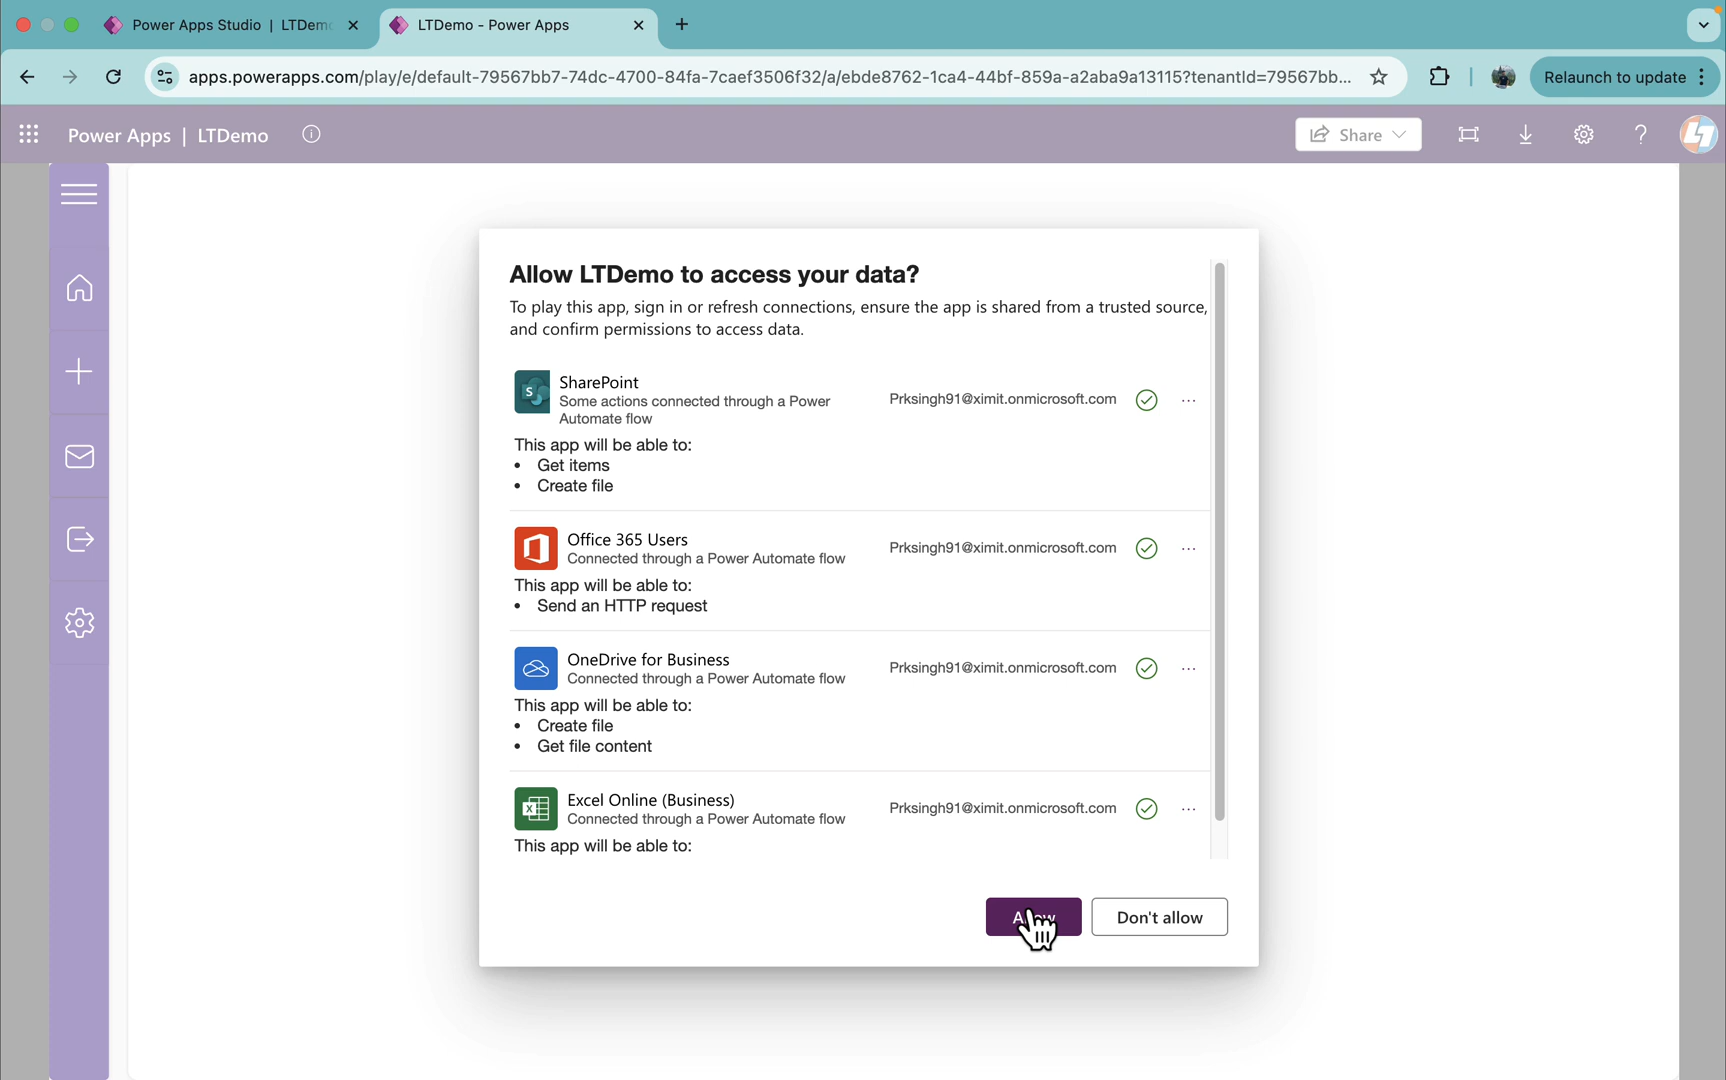 Power Apps Studio | LTDemo
LTDemo - Power Apps
apps.powerapps.com/play/e/default-79567bb7-74dc-4700-84fa-7caef3506f32/a/ebde8762-1ca4-44bf-859a-a2aba9a13115?tenantId=79567bb...
Relaunch to update
Power Apps | LTDemo
Share
Allow LTDemo to access your data?
To play this app, sign in or refresh connections, ensure the app is shared from a trusted source,
and confirm permissions to access data.
SharePoint
Some actions connected through a Power
Automate flow
Prksingh91@ximit.onmicrosoft.com
This app will be able to:
• Get items
• Create file
Office 365 Users
Connected through a Power Automate flow
Prksingh91@ximit.onmicrosoft.com
This app will be able to:
• Send an HTTP request
OneDrive for Business
Connected through a Power Automate flow
Prksingh91@ximit.onmicrosoft.com
This app will be able to:
• Create file
• Get file content
Excel Online (Business)
Connected through a Power Automate flow
Prksingh91@ximit.onmicrosoft.com
This app will be able to:
Allow
Don't allow